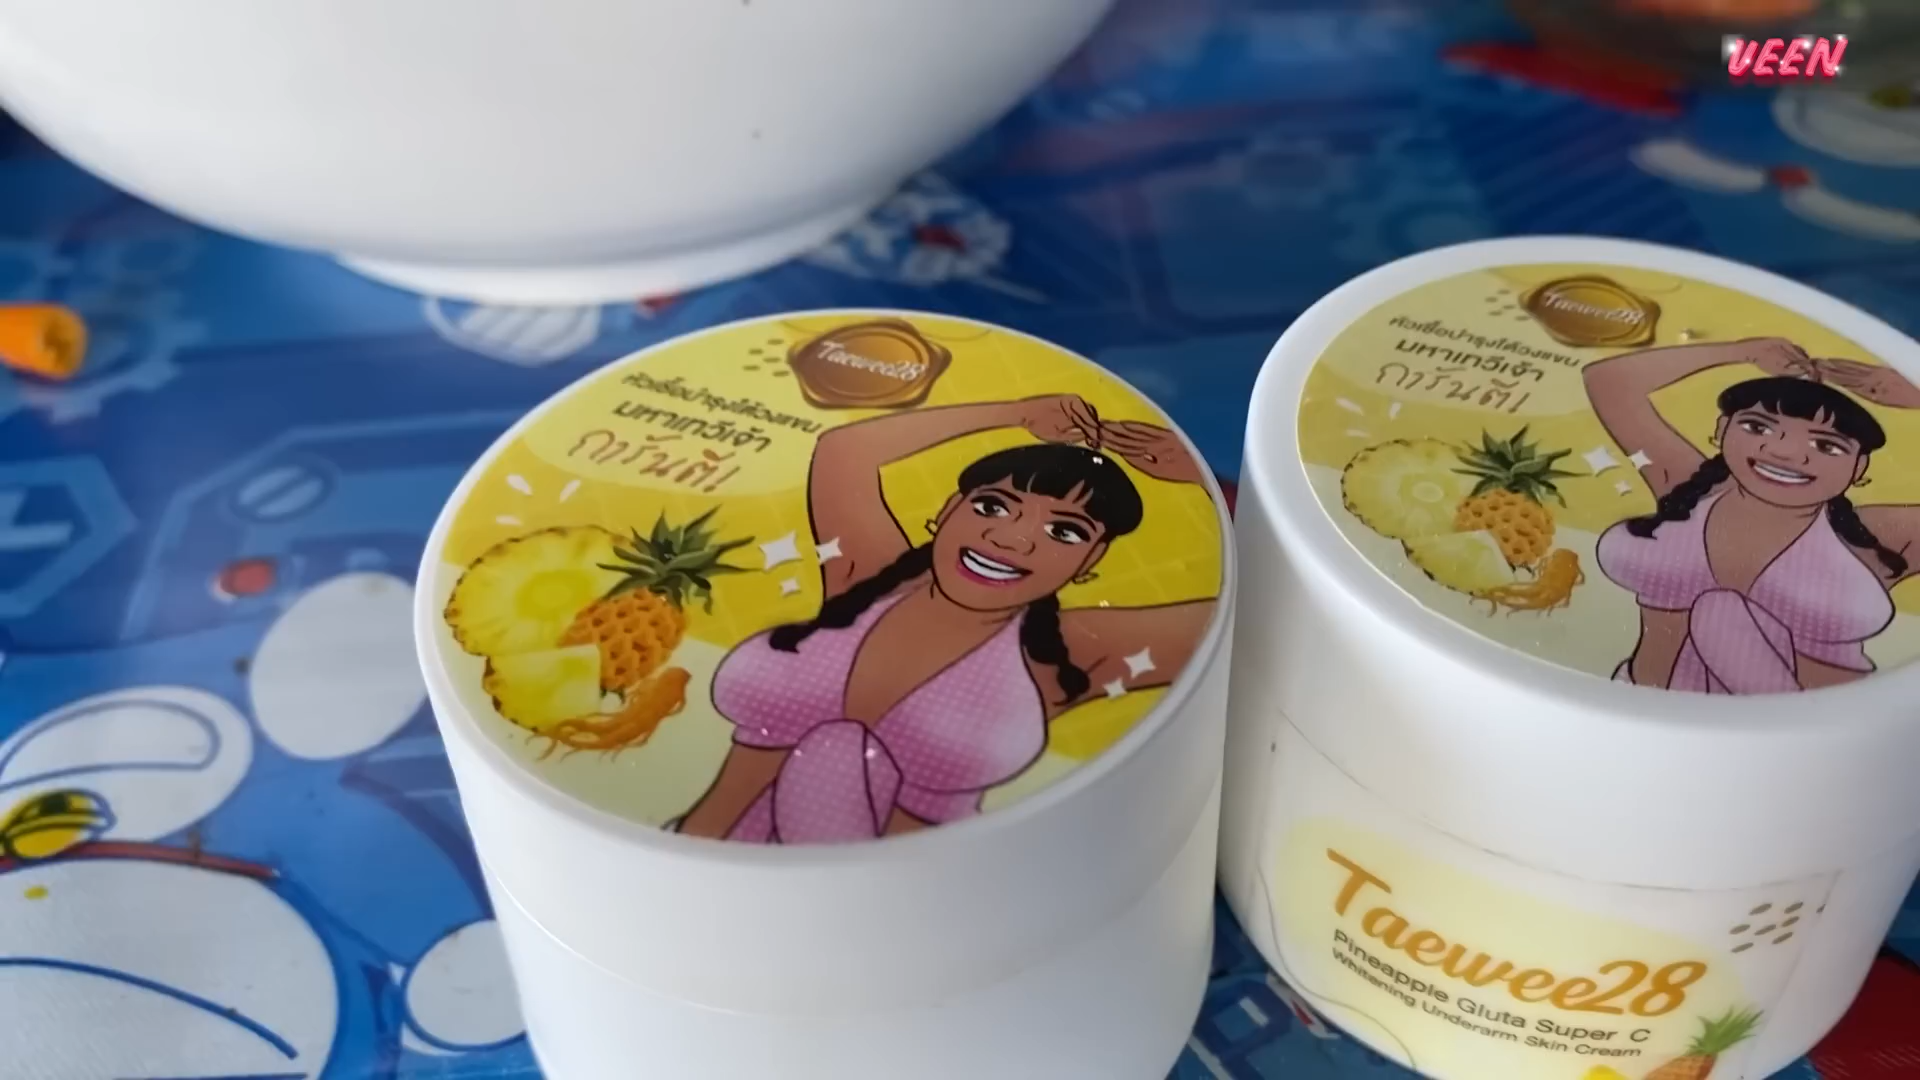 VEEN
Taewee28
หัวเชื้อบำรุงใต้วงแขน
มหาเทวีเจ้า
การันตี!
Taewee28
หัวเชื้อบำรุงใต้วงแขน
มหาเทวีเจ้า
การันตี!
Taewee28
Pineapple Gluta Super C
Whitening Underarm Skin Cream